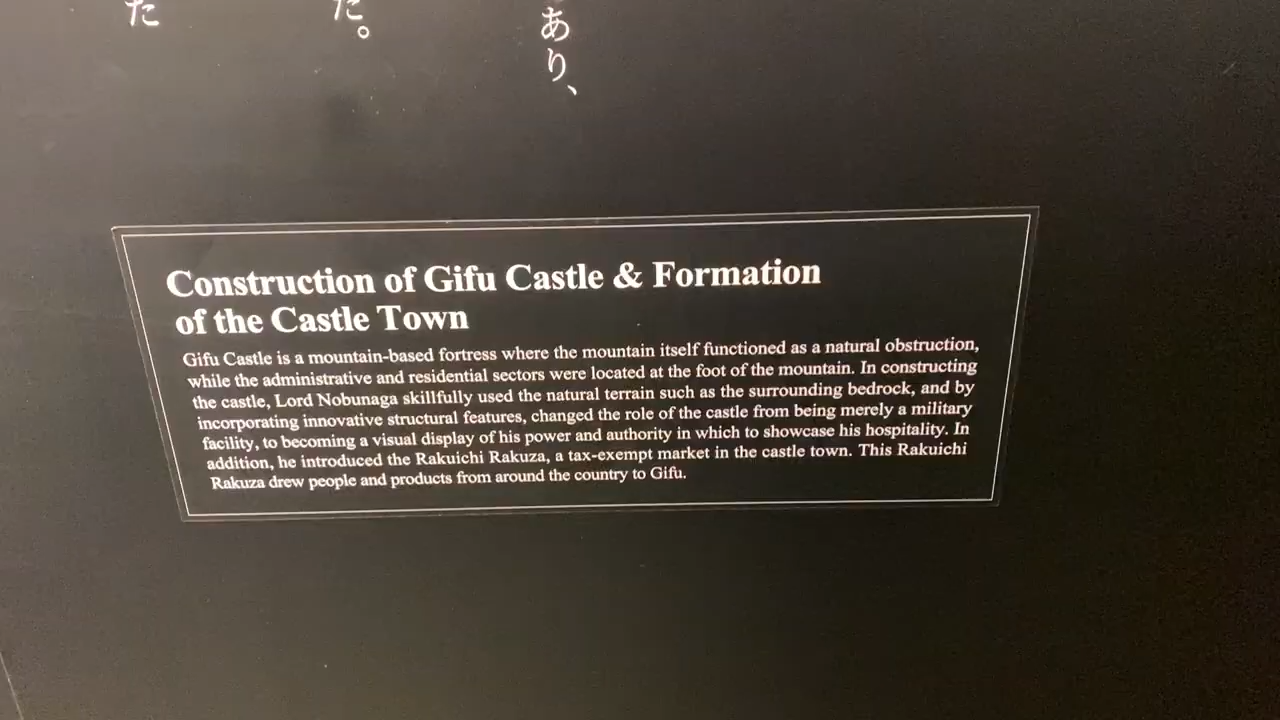 あり、
た。
た
Construction of Gifu Castle & Formation
of the Castle Town
Gifu Castle is a mountain-based fortress where the mountain itself functioned as a natural obstruction,
while the administrative and residential sectors were located at the foot of the mountain. In constructing
the castle, Lord Nobunaga skillfully used the natural terrain such as the surrounding bedrock, and by
incorporating innovative structural features, changed the role of the castle from being merely a military
facility, to becoming a visual display of his power and authority in which to showcase his hospitality. In
addition, he introduced the Rakuichi Rakuza, a tax-exempt market in the castle town. This Rakuichi
Rakuza drew people and products from around the country to Gifu.